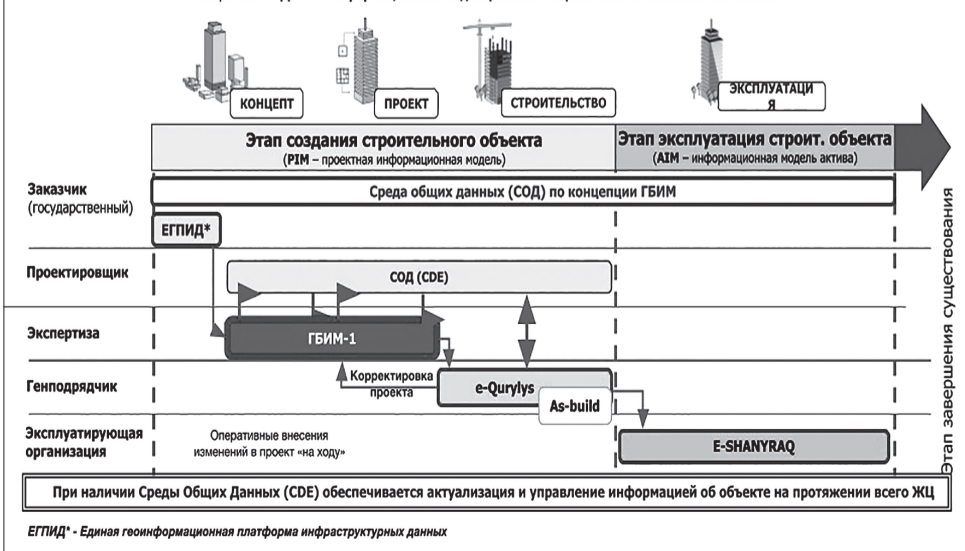 КОНЦЕПТ
ПРОЕКТ
СТРОИТЕЛЬСТВО
ЭКСПЛУАТАЦИ
Я
Этап создания строительного объекта
(PIM – проектная информационная модель)
Этап эксплуатация строит. объекта
(AIM – информационная модель актива)
Заказчик
(государственный)
Среда общих данных (СОД) по концепции ГБИМ
ЕГПИД*
Проектировщик
СОД (CDE)
Экспертиза
ГБИМ-1
Генподрядчик
Корректировка
проекта
e-Qurylys
As-build
Эксплуатирующая
организация
Оперативные внесения
изменений в проект «на ходу»
E-SHANYRAQ
Этап завершения существования
При наличии Среды Общих Данных (CDE) обеспечивается актуализация и управление информацией об объекте на протяжении всего ЖЦ
ЕГПИД* - Единая геоинформационная платформа инфраструктурных данных